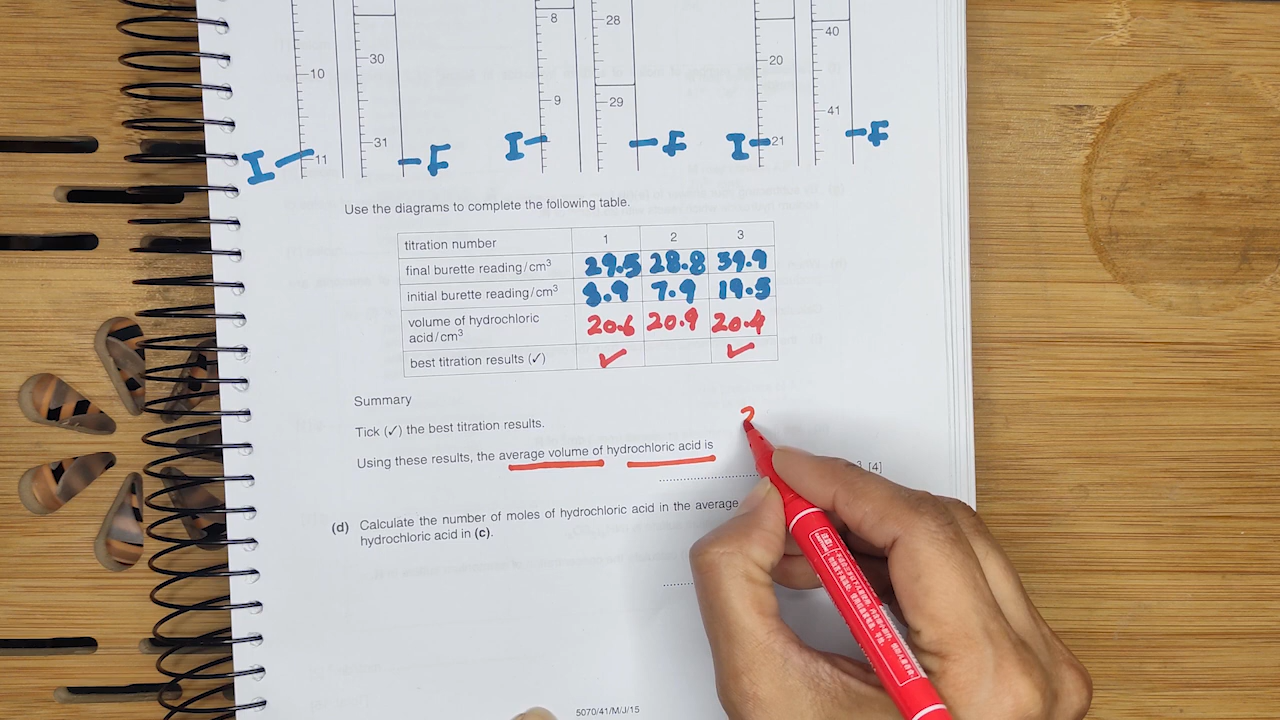 8 28 40
10 30 20
9 29 41
I 11 31 F I F I 21 F
Use the diagrams to complete the following table.
titration number 1 2 3
final burette reading/cm³ 29.5 28.8 39.9
initial burette reading/cm³ 8.9 7.9 19.5
volume of hydrochloric
acid/cm³ 20.6 20.9 20.4
best titration results (✓) ✓ ✓
Summary
Tick (✓) the best titration results. 2
Using these results, the average volume of hydrochloric acid is
[4]
(d) Calculate the number of moles of hydrochloric acid in the average
hydrochloric acid in (c).
5070/41/M/J/15